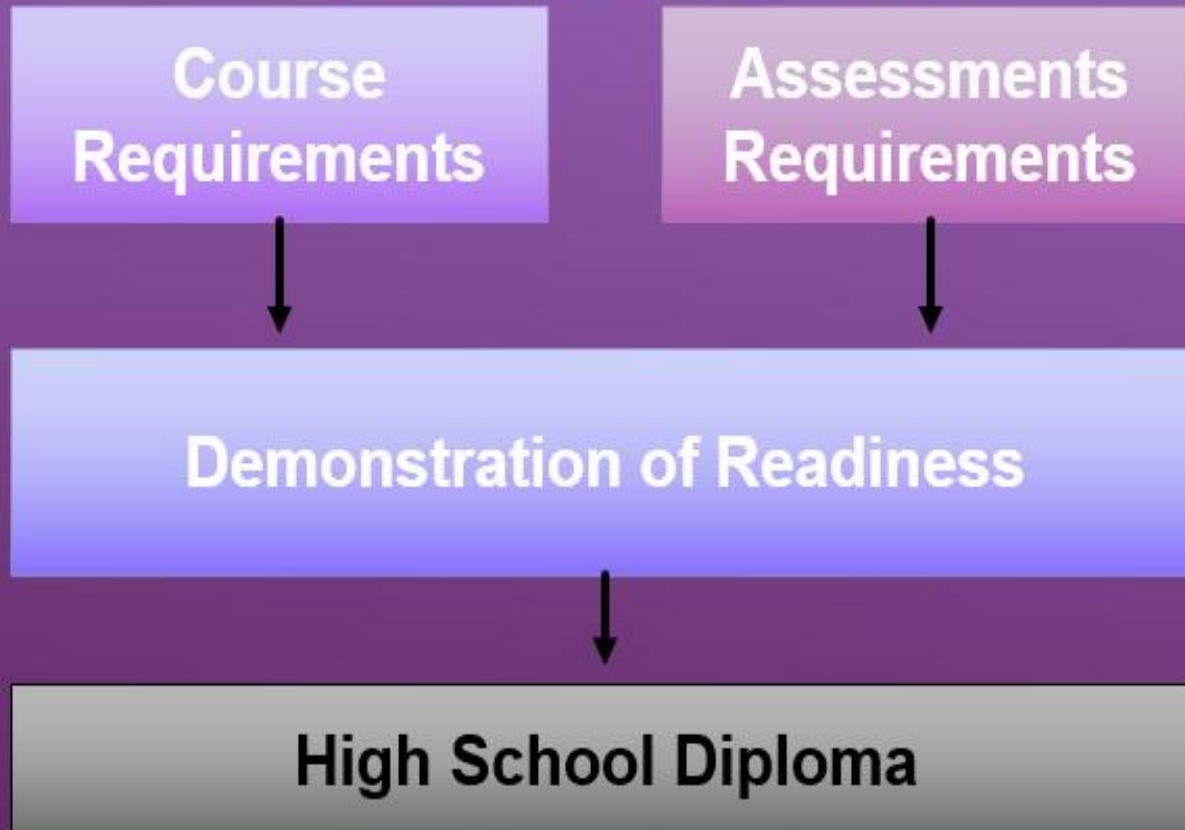 Course
Requirements
Assessments
Requirements
Demonstration of Readiness
High School Diploma